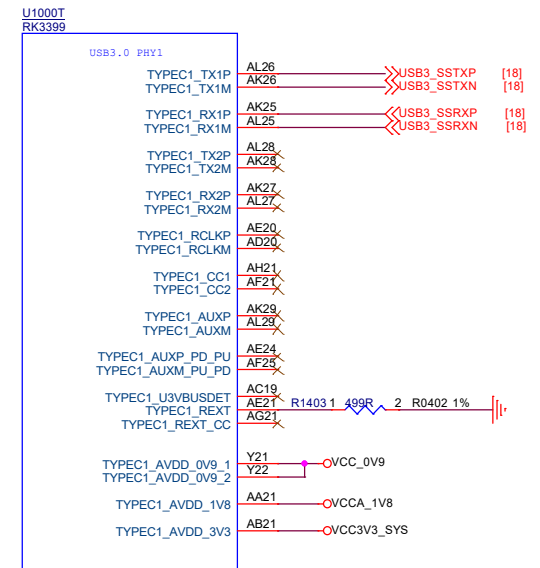 U1000T
RK3399
USB3.0 PHY1
TYPEC1_TX1P AL26 USB3_SSTXP [18]
TYPEC1_TX1M AK26 USB3_SSTXN [18]
TYPEC1_RX1P AK25 USB3_SSRXP [18]
TYPEC1_RX1M AL25 USB3_SSRXN [18]
TYPEC1_TX2P AL28
TYPEC1_TX2M AK28
TYPEC1_RX2P AK27
TYPEC1_RX2M AL27
TYPEC1_RCLKP AE20
TYPEC1_RCLKM AD20
TYPEC1_CC1 AH21
TYPEC1_CC2 AF21
TYPEC1_AUXP AK29
TYPEC1_AUXM AL29
TYPEC1_AUXP_PD_PU AE24
TYPEC1_AUXM_PU_PD AF25
TYPEC1_U3VBUSDET AC19
TYPEC1_REXT AE21 R1403 1 499R 2 R0402 1%
TYPEC1_REXT_CC AG21
TYPEC1_AVDD_0V9_1 Y21 VCC_0V9
TYPEC1_AVDD_0V9_2 Y22
TYPEC1_AVDD_1V8 AA21 VCCA_1V8
TYPEC1_AVDD_3V3 AB21 VCC3V3_SYS